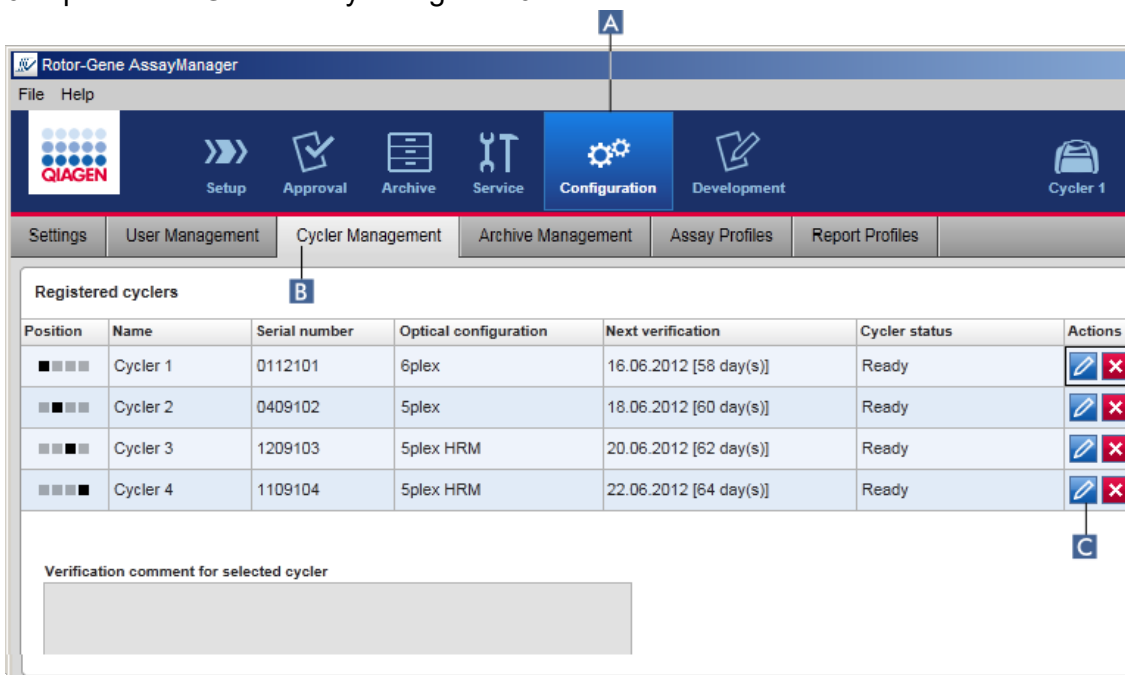 A
Rotor-Gene AssayManager
File Help
QIAGEN
Setup Approval Archive Service Configuration Development Cycler 1
Settings User Management Cycler Management Archive Management Assay Profiles Report Profiles
B
Registered cyclers
Position Name Serial number Optical configuration Next verification Cycler status Actions
Cycler 1 0112101 6plex 16.06.2012 [58 day(s)] Ready
Cycler 2 0409102 5plex 18.06.2012 [60 day(s)] Ready
Cycler 3 1209103 5plex HRM 20.06.2012 [62 day(s)] Ready
Cycler 4 1109104 5plex HRM 22.06.2012 [64 day(s)] Ready
C
Verification comment for selected cycler